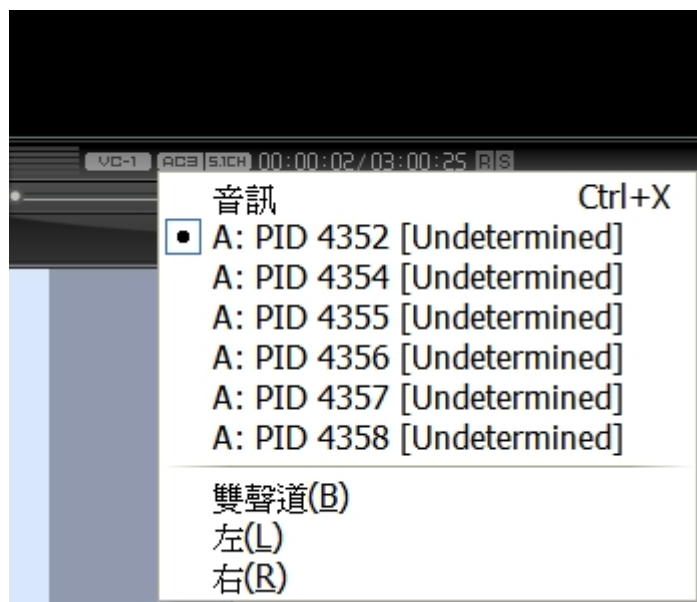 VC-1 AC3 5.1CH 00:00:02/03:00:25 R S
音訊 Ctrl+X
A: PID 4352 [Undetermined]
A: PID 4354 [Undetermined]
A: PID 4355 [Undetermined]
A: PID 4356 [Undetermined]
A: PID 4357 [Undetermined]
A: PID 4358 [Undetermined]
雙聲道(B)
左(L)
右(R)